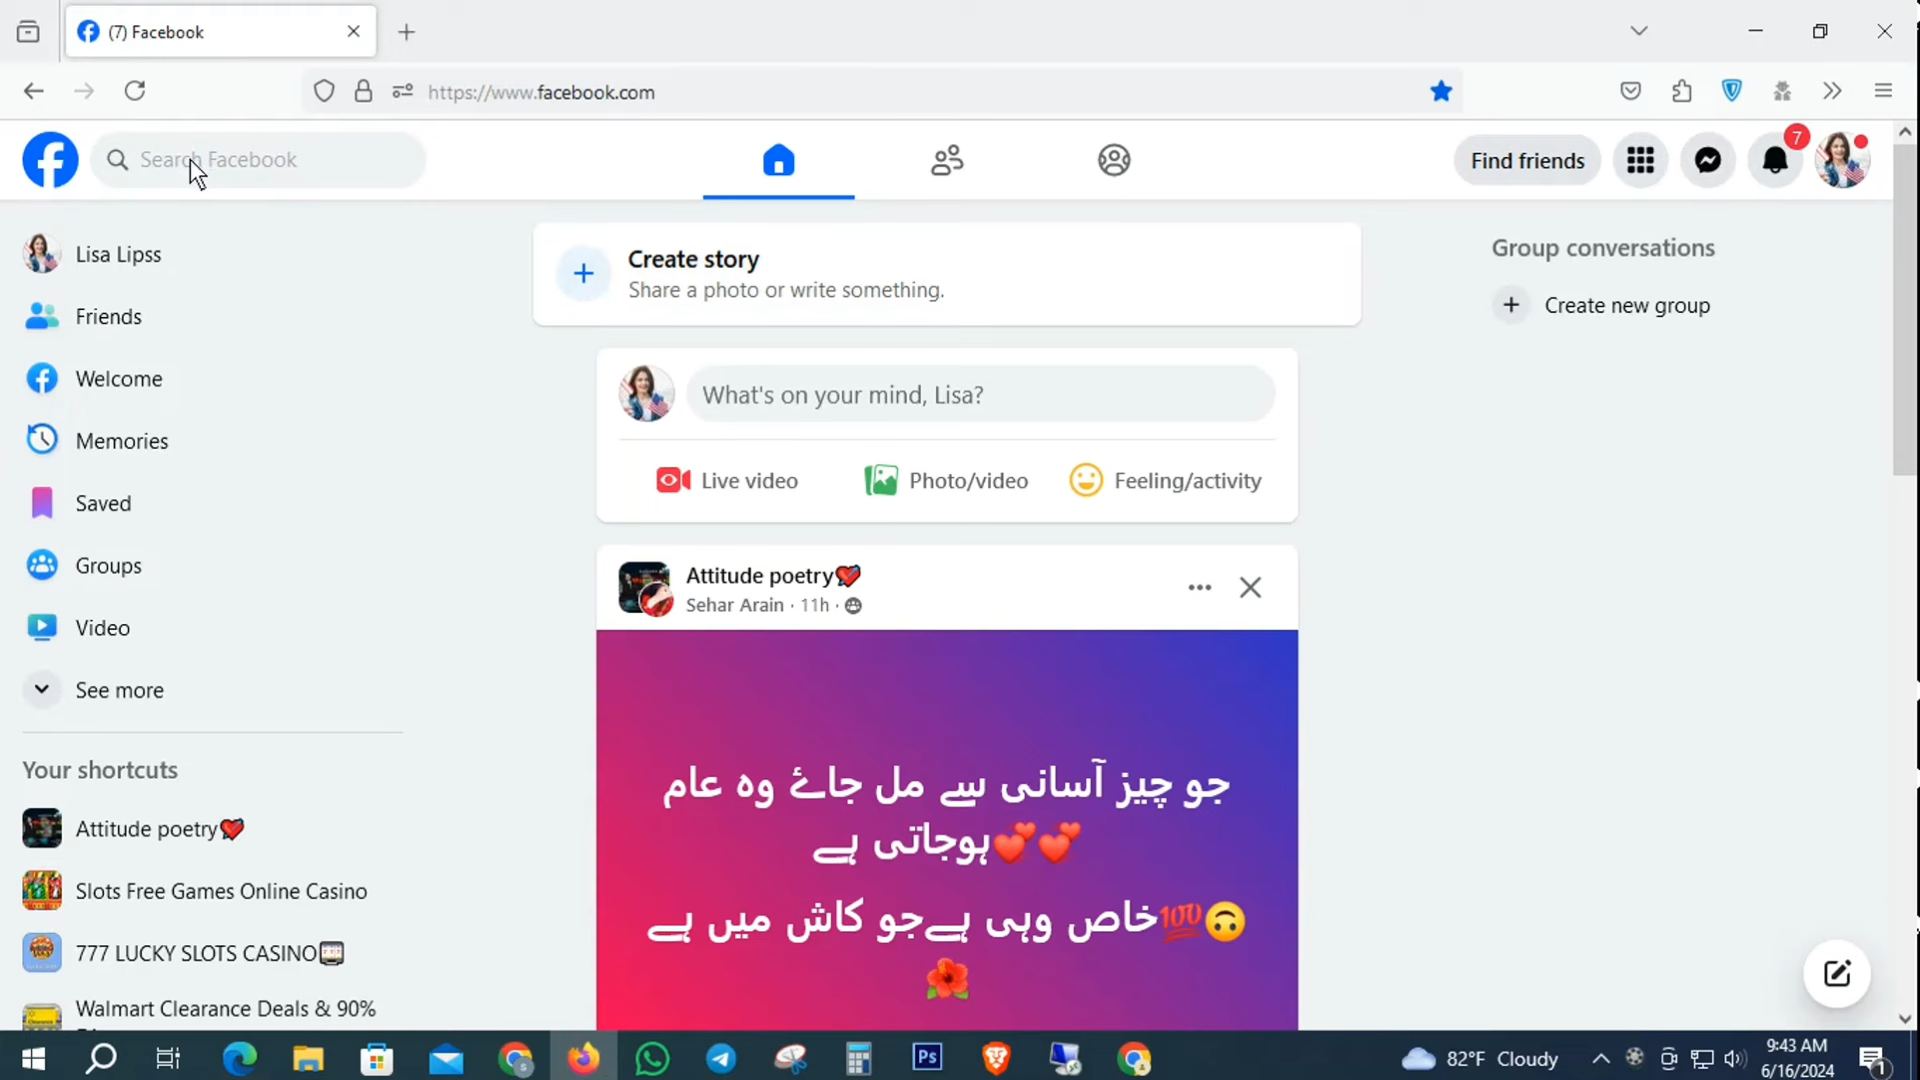 (7) Facebook
https://www.facebook.com
Search Facebook
Find friends
7
Lisa Lipss
Friends
Welcome
Memories
Saved
Groups
Video
See more
Your shortcuts
Attitude poetry💘
Slots Free Games Online Casino
777 LUCKY SLOTS CASINO🎰
Walmart Clearance Deals & 90%
Create story
Share a photo or write something.
What's on your mind, Lisa?
Live video
Photo/video
Feeling/activity
Attitude poetry💘
Sehar Arain · 11h ·
جو چیز آسانی سے مل جاۓ وہ عام
ہوجاتی ہے💕💕
خاص وہی ہےجو کاش میں ہے💯🙃
🌺
Group conversations
Create new group
Ps
82°F Cloudy
9:43 AM
6/16/2024
1